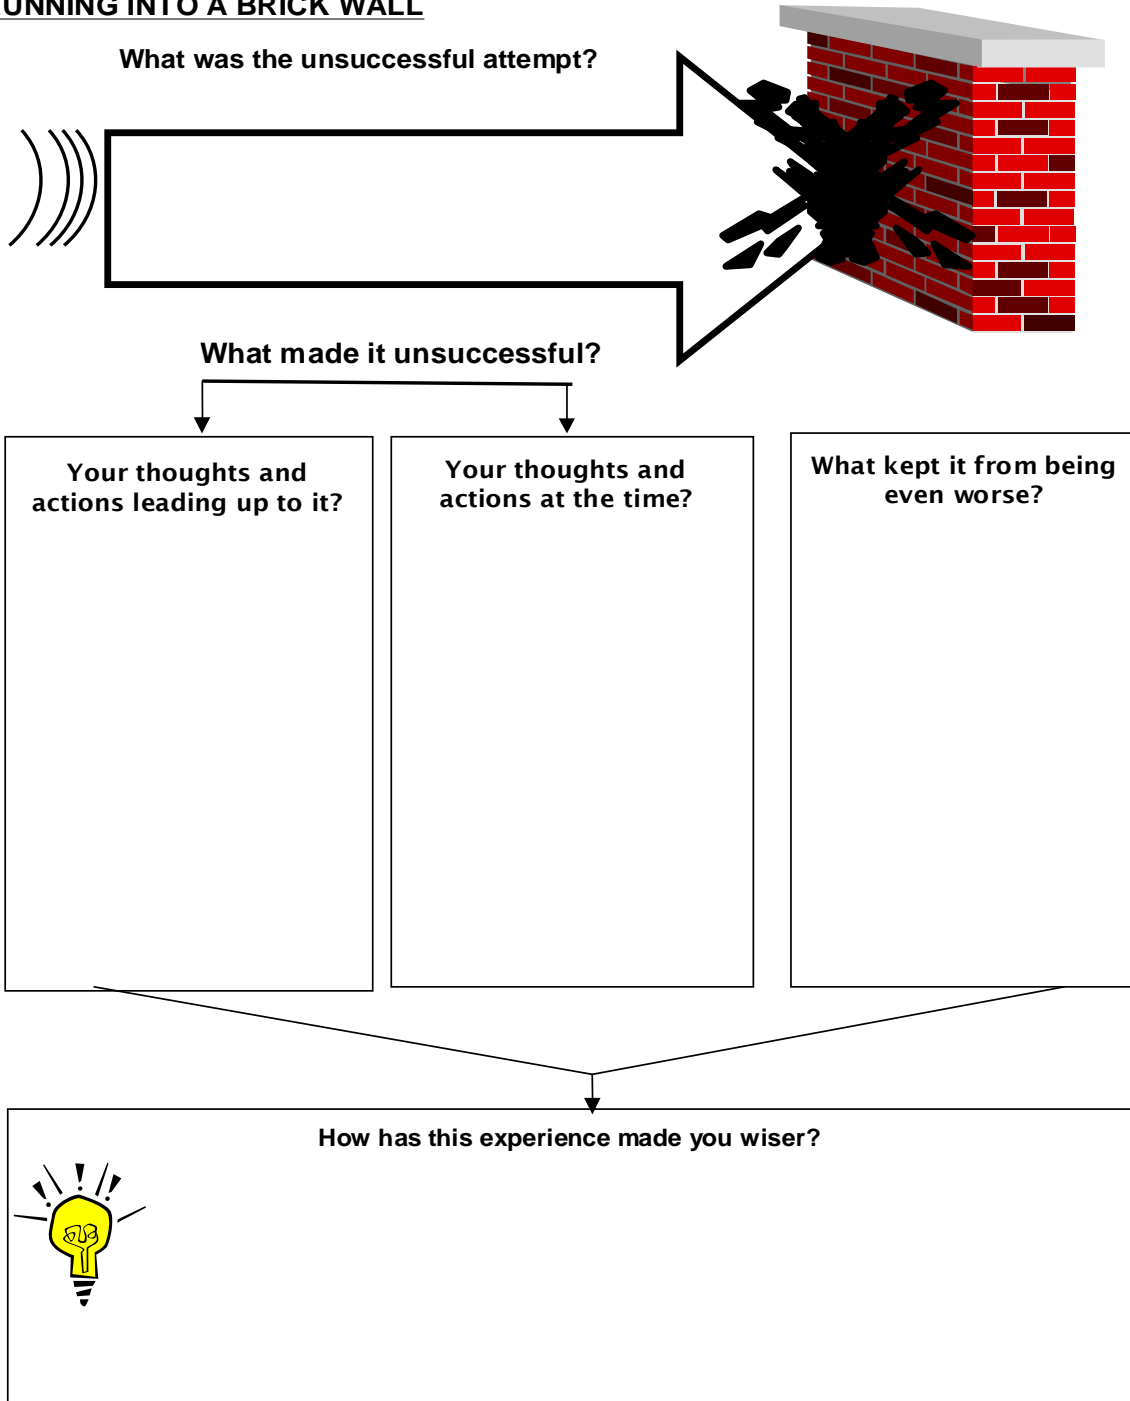 UNNING INTO A BRICK WALL
What was the unsuccessful attempt?
What made it unsuccessful?
Your thoughts and
actions leading up to it?
Your thoughts and
actions at the time?
What kept it from being
even worse?
How has this experience made you wiser?